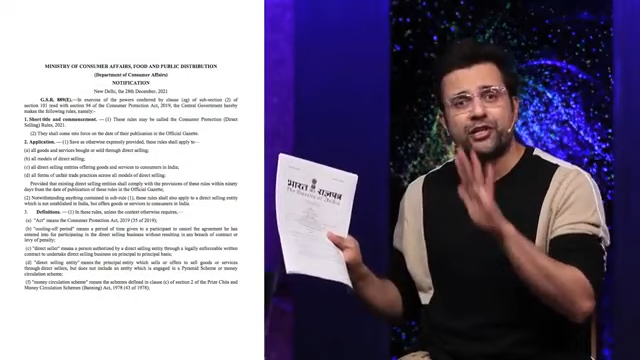 MINISTRY OF CONSUMER AFFAIRS, FOOD AND PUBLIC DISTRIBUTION
(Department of Consumer Affairs)
NOTIFICATION
New Delhi, the 28th December, 2021
G.S.R. 889(E).—In exercise of the powers conferred by clause (zg) of sub-section (2) of
section 101 read with section 94 of the Consumer Protection Act, 2019, the Central Government hereby
makes the following rules, namely:-
1. Short title and commencement. – (1) These rules may be called the Consumer Protection (Direct
Selling) Rules, 2021.
(2) They shall come into force on the date of their publication in the Official Gazette.
2. Application. – (1) Save as otherwise expressly provided, these rules shall apply to—
(a) all goods and services bought or sold through direct selling;
(b) all models of direct selling;
(c) all direct selling entities offering goods and services to consumers in India;
(d) all forms of unfair trade practices across all models of direct selling:
Provided that existing direct selling entities shall comply with the provisions of these rules within ninety
days from the date of publication of these rules in the Official Gazette.
(2) Notwithstanding anything contained in sub-rule (1), these rules shall also apply to a direct selling entity
which is not established in India, but offers goods or services to consumers in India.
3. Definitions. – (1) In these rules, unless the context otherwise requires, –
(a) "Act" means the Consumer Protection Act, 2019 (35 of 2019);
(b) "cooling-off period" means a period of time given to a participant to cancel the agreement he has
entered into for participating in the direct selling business without resulting in any breach of contract or
levy of penalty;
(c) "direct seller" means a person authorized by a direct selling entity through a legally enforceable written
contract to undertake direct selling business on principal to principal basis;
(d) "direct selling entity" means the principal entity which sells or offers to sell goods or services
through direct sellers, but does not include an entity which is engaged in a Pyramid Scheme or money
circulation scheme;
(f) "money circulation scheme" means the schemes defined in clause (c) of section 2 of the Prize Chits and
Money Circulation Schemes (Banning) Act, 1978 (43 of 1978);
भारत का राजपत्र
The Gazette of India